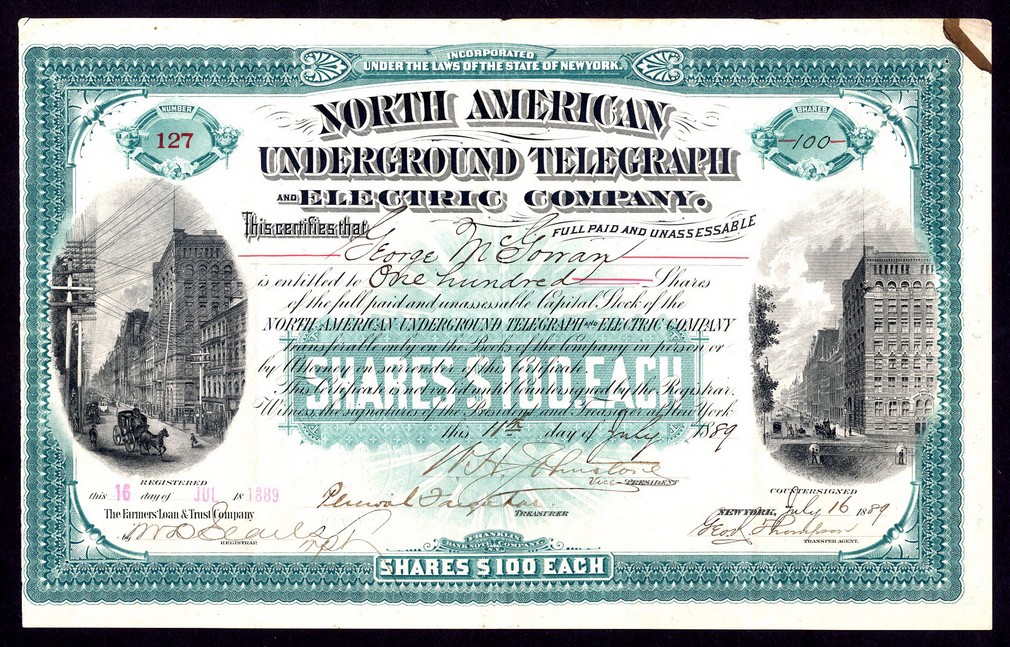 INCORPORATED
UNDER THE LAWS OF THE STATE OF NEW YORK.
NUMBER
127
SHARES
100
NORTH AMERICAN
UNDERGROUND TELEGRAPH
AND ELECTRIC COMPANY.
This certifies that
FULL PAID AND UNASSESSABLE
George McGowan
is entitled to One hundred Shares
of the full paid and unassessable Capital Stock of the
NORTH AMERICAN UNDERGROUND TELEGRAPH AND ELECTRIC COMPANY
transferable only on the Books of the Company in person or
by Attorney on surrender of this Certificate.
SHARES $100. EACH
This Certificate is not valid until countersigned by the Registrar.
Witness, the signatures of the President and Treasurer at New York
this 11th day of July 1889
W.H. Johnstone
Vice-PRESIDENT
REGISTERED
this 16 day of JUL 18 1889
The Farmers' Loan & Trust Company
REGISTRAR
TREASURER
COUNTERSIGNED
NEW YORK, July 16 1889
Geo. Thompson
TRANSFER AGENT.
SHARES $100 EACH